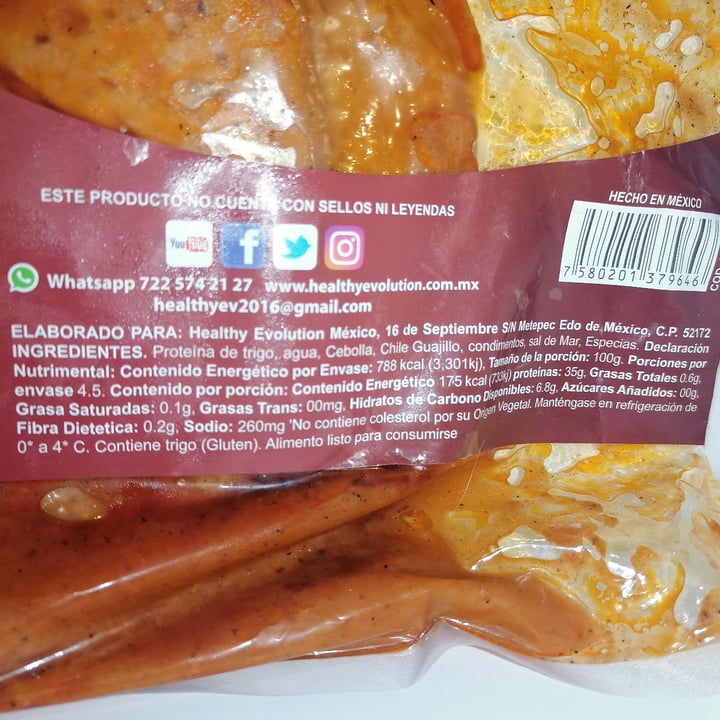 ESTE PRODUCTO NO CUENTA CON SELLOS NI LEYENDAS
HECHO EN MÉXICO
YouTube
7 580201 379646
Whatsapp 722 574 21 27 www.healthyevolution.com.mx
healthyev2016@gmail.com
ELABORADO PARA: Healthy Evolution México, 16 de Septiembre S/N Metepec Edo de México, C.P. 52172
INGREDIENTES. Proteína de trigo, agua, Cebolla, Chile Guajillo, condimentos, sal de Mar, Especias. Declaración
Nutrimental: Contenido Energético por Envase: 788 kcal (3,301kj), Tamaño de la porción: 100g. Porciones por
envase 4.5. Contenido por porción: Contenido Energético 175 kcal (733kj) proteínas: 35g, Grasas Totales 0.6g,
Grasa Saturadas: 0.1g, Grasas Trans: 00mg, Hidratos de Carbono Disponibles: 6.8g, Azúcares Añadidos: 00g,
Fibra Dietetica: 0.2g, Sodio: 260mg 'No contiene colesterol por su Origen Vegetal. Manténgase en refrigeración de
0* a 4* C. Contiene trigo (Gluten). Alimento listo para consumirse